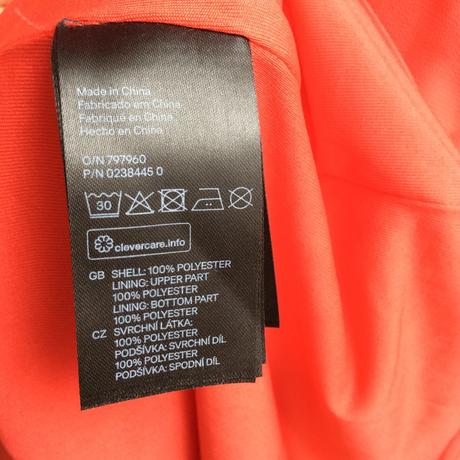 Made in China
Fabricado em China
Fabriqué en China
Hecho en China
O/N 797960
P/N 0238445 0
30
clevercare.info
GB SHELL: 100% POLYESTER
LINING: UPPER PART
100% POLYESTER
LINING: BOTTOM PART
100% POLYESTER
CZ SVRCHNÍ LÁTKA:
100% POLYESTER
PODŠÍVKA: SVRCHNÍ DÍL
100% POLYESTER
PODŠÍVKA: SPODNÍ DÍL